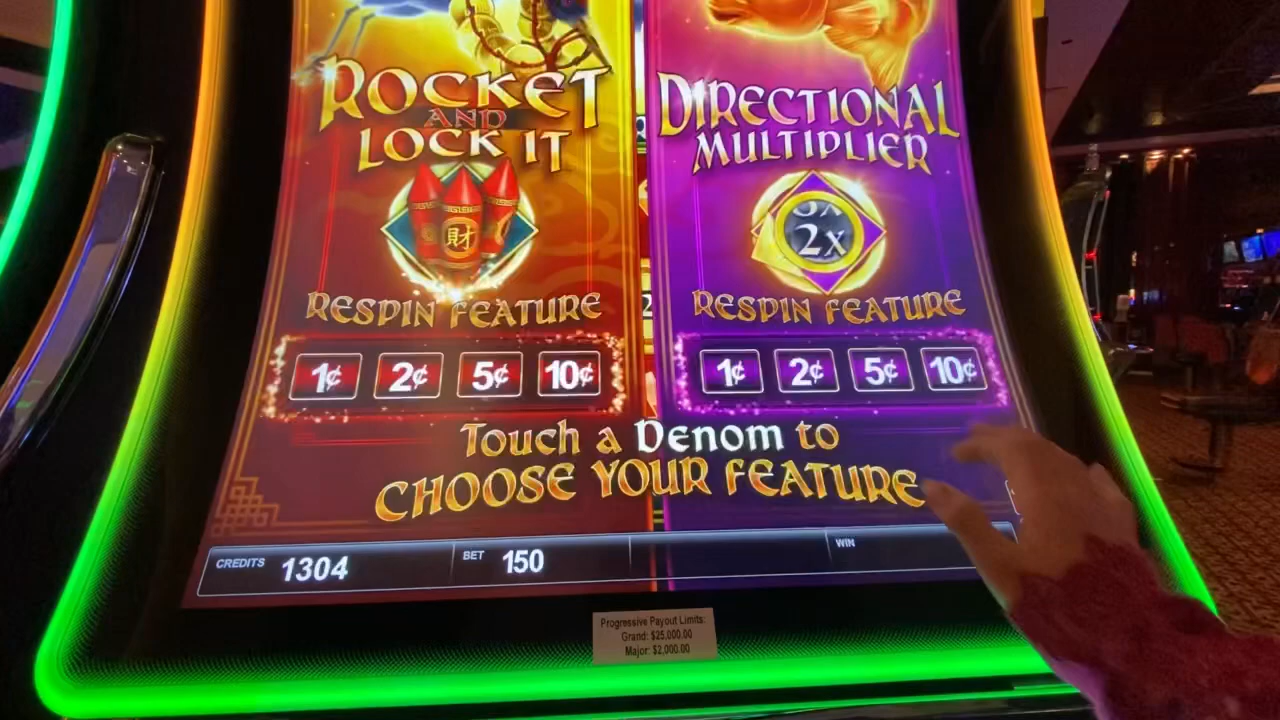 ROCKET
AND
LOCK IT
財
RESPIN FEATURE
1¢ 2¢ 5¢ 10¢
DIRECTIONAL
MULTIPLIER
2X
RESPIN FEATURE
1¢ 2¢ 5¢ 10¢
Touch a Denom to
CHOOSE YOUR FEATURE
CREDITS 1304 BET 150 WIN
Progressive Payout Limits:
Grand: $25,000.00
Major: $2,000.00